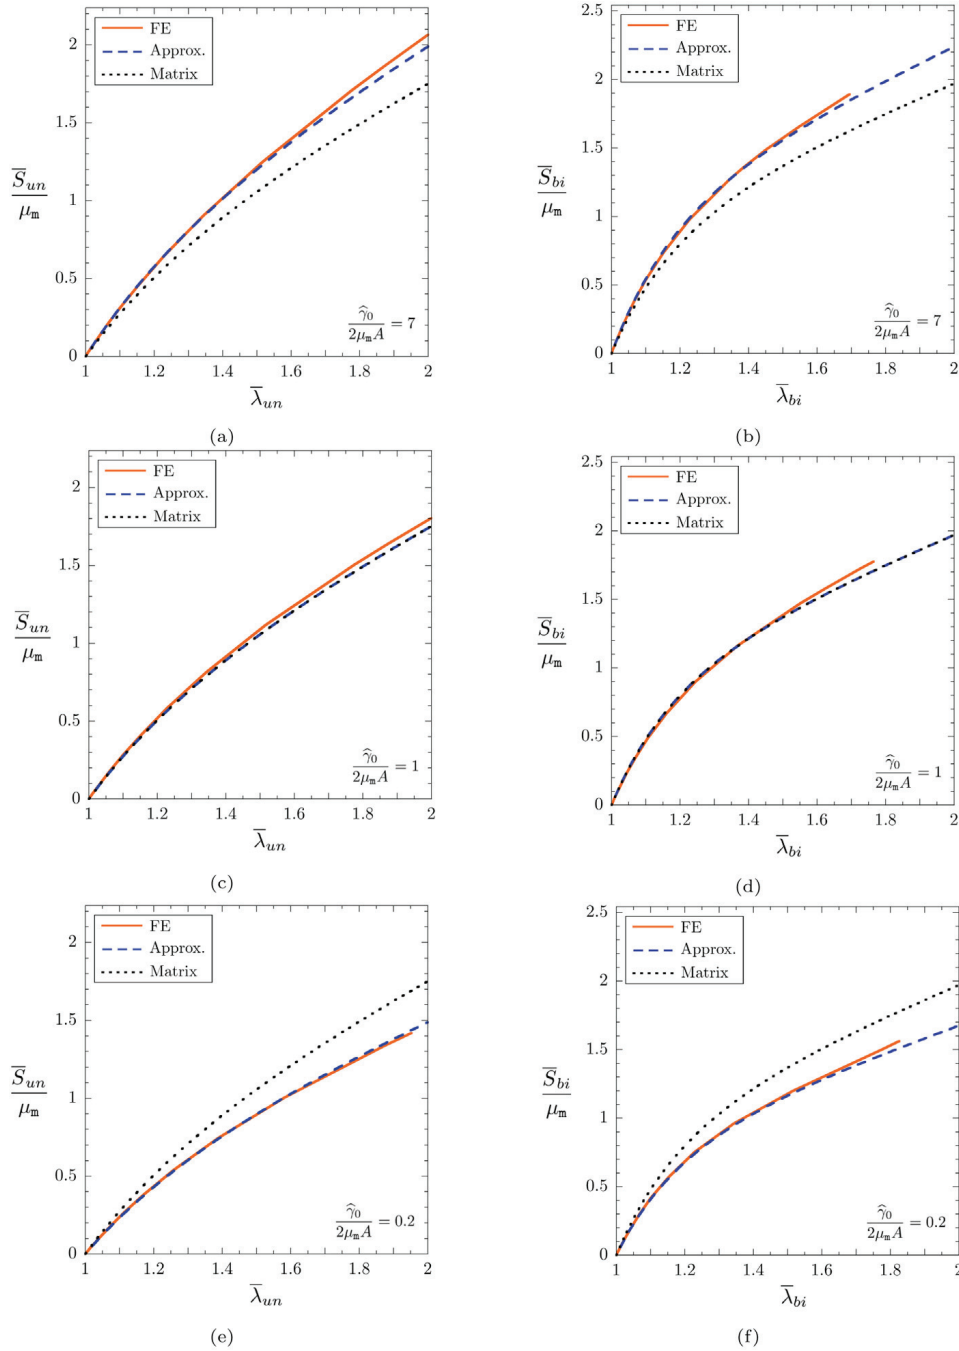 FE
Approx.
Matrix
2
1.5
1
0.5
0
S̅un/μm
γ̂0/2μmA = 7
1 1.2 1.4 1.6 1.8 2
λ̅un
(a)
FE
Approx.
Matrix
2.5
2
1.5
1
0.5
0
S̅bi/μm
γ̂0/2μmA = 7
1 1.2 1.4 1.6 1.8 2
λ̅bi
(b)
FE
Approx.
Matrix
2
1.5
1
0.5
0
S̅un/μm
γ̂0/2μmA = 1
1 1.2 1.4 1.6 1.8 2
λ̅un
(c)
FE
Approx.
Matrix
2.5
2
1.5
1
0.5
0
S̅bi/μm
γ̂0/2μmA = 1
1 1.2 1.4 1.6 1.8 2
λ̅bi
(d)
FE
Approx.
Matrix
2
1.5
1
0.5
0
S̅un/μm
γ̂0/2μmA = 0.2
1 1.2 1.4 1.6 1.8 2
λ̅un
(e)
FE
Approx.
Matrix
2.5
2
1.5
1
0.5
0
S̅bi/μm
γ̂0/2μmA = 0.2
1 1.2 1.4 1.6 1.8 2
λ̅bi
(f)